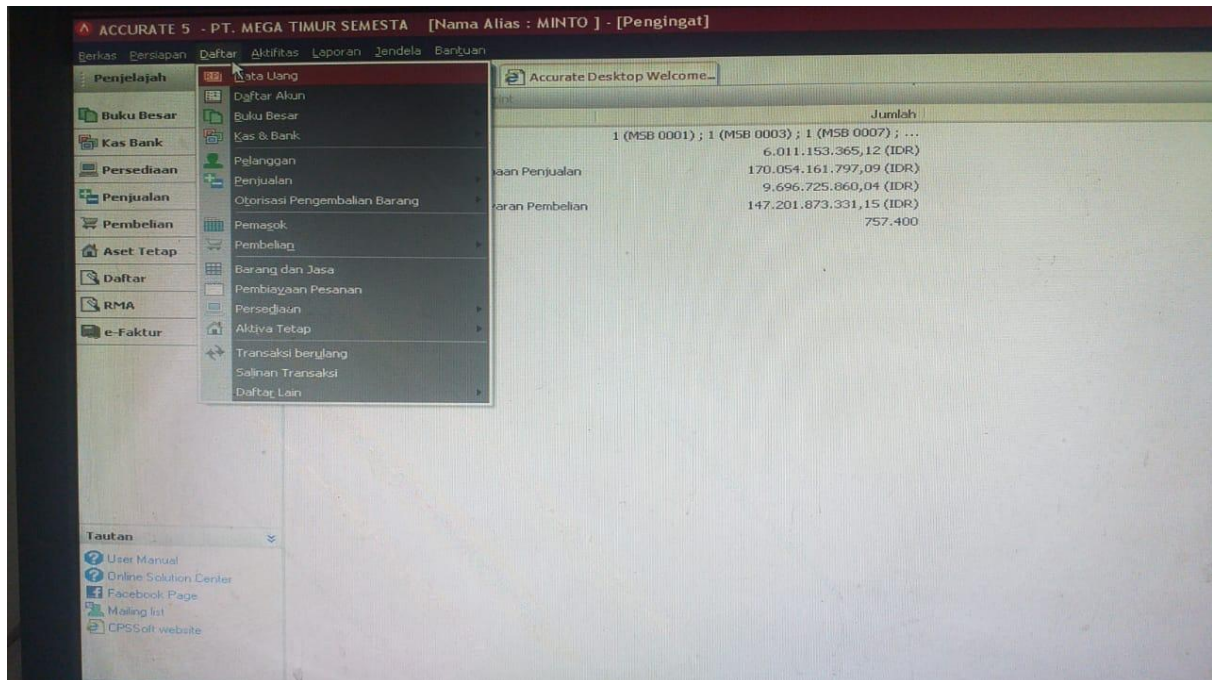 ACCURATE 5 - PT. MEGA TIMUR SEMESTA [Nama Alias : MINTO ] - [Pengingat]
Berkas Persiapan Daftar Aktifitas Laporan Jendela Bantuan
Penjelajah
Buku Besar
Kas Bank
Persediaan
Penjualan
Pembelian
Aset Tetap
Daftar
RMA
e-Faktur
Mata Uang
Daftar Akun
Buku Besar
Kas & Bank
Pelanggan
Penjualan
Otorisasi Pengembalian Barang
Pemasok
Pembelian
Barang dan Jasa
Pembiayaan Pesanan
Persediaan
Aktiva Tetap
Transaksi berulang
Salinan Transaksi
Daftar Lain
Accurate Desktop Welcome...
Jumlah
1 (MSB 0001) ; 1 (MSB 0003) ; 1 (MSB 0007) ; ...
6.011.153.365,12 (IDR)
aan Penjualan 170.054.161.797,09 (IDR)
9.696.725.860,04 (IDR)
aran Pembelian 147.201.873.331,15 (IDR)
757.400
Tautan
User Manual
Online Solution Center
Facebook Page
Mailing list
CPSSoft website